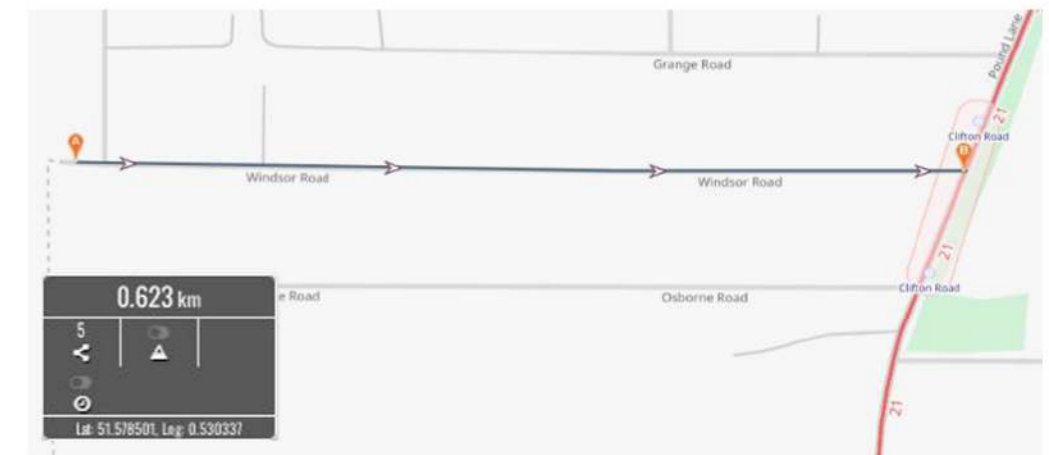 Pound Lane
Grange Road
21
A
Clifton Road
B
Windsor Road
Windsor Road
21
0.623 km
e Road
Osborne Road
Clifton Road
5
21
Lat: 51.578501, Lng: 0.530337